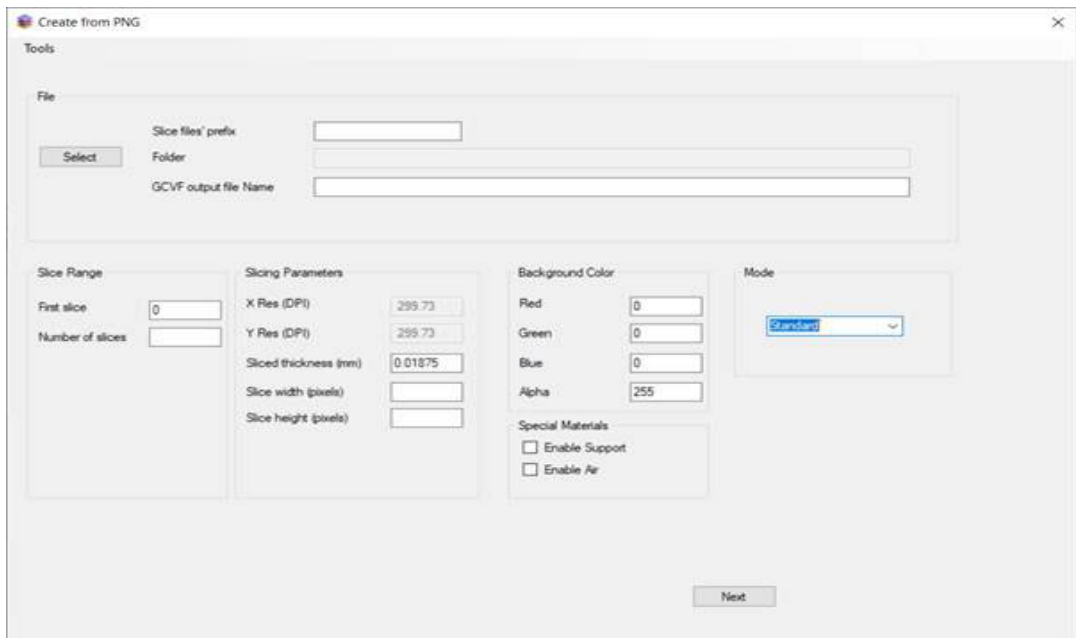 Create from PNG
Tools
File
Slice files' prefix
Select
Folder
GCVF output file Name
Slice Range
First slice 0
Number of slices
Slicing Parameters
X Res (DPI) 299.73
Y Res (DPI) 299.73
Sliced thickness (mm) 0.01875
Slice width (pixels)
Slice height (pixels)
Background Color
Red 0
Green 0
Blue 0
Alpha 255
Special Materials
Enable Support
Enable Air
Mode
Standard
Next